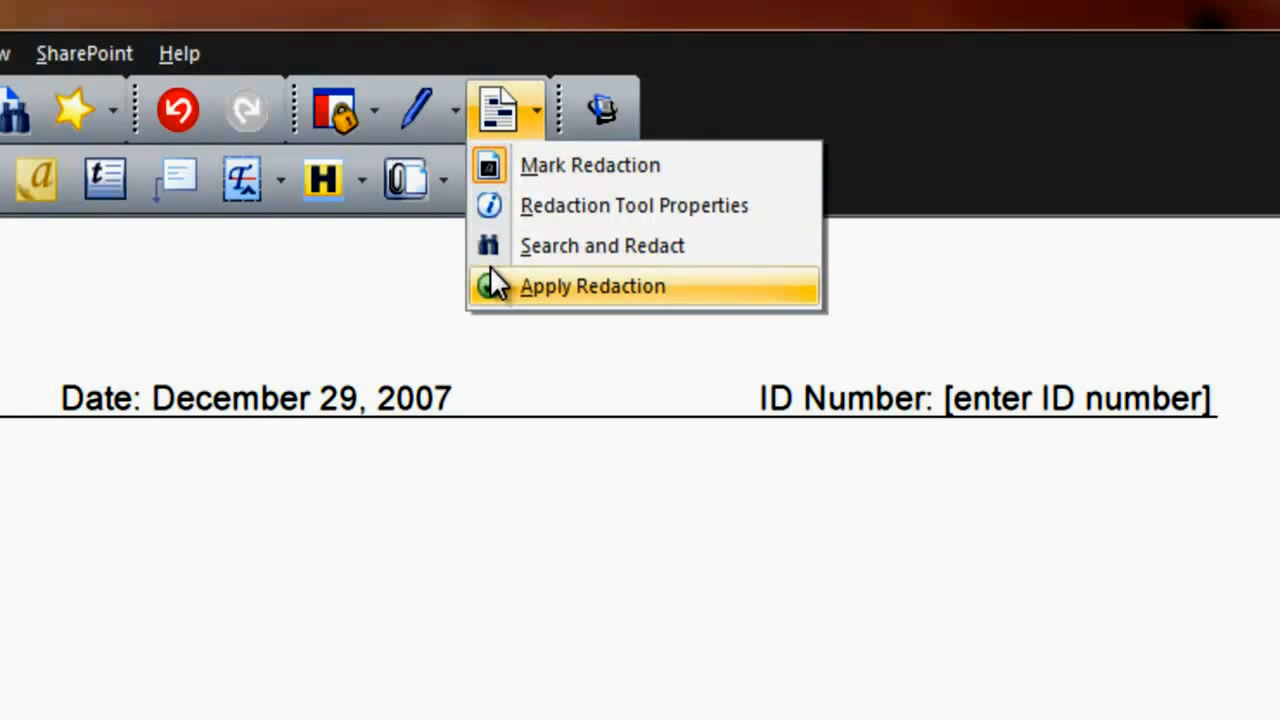 w SharePoint Help
Mark Redaction
Redaction Tool Properties
Search and Redact
Apply Redaction
Date: December 29, 2007 ID Number: [enter ID number]